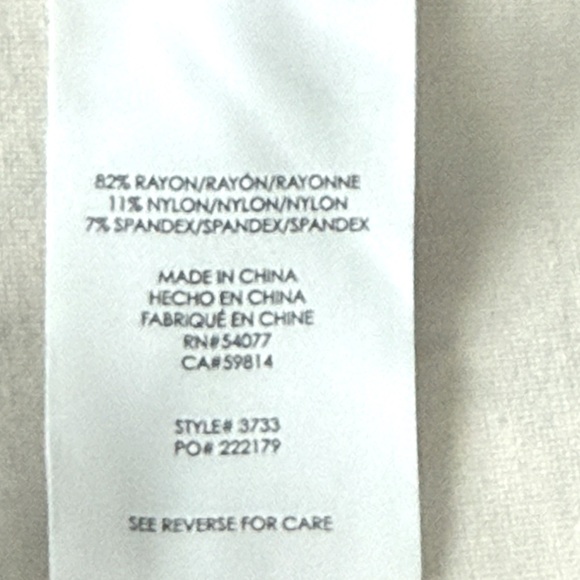 82% RAYON/RAYÓN/RAYONNE
11% NYLON/NYLON/NYLON
7% SPANDEX/SPANDEX/SPANDEX
MADE IN CHINA
HECHO EN CHINA
FABRIQUÉ EN CHINE
RN#54077
CA#59814
STYLE# 3733
PO# 222179
SEE REVERSE FOR CARE